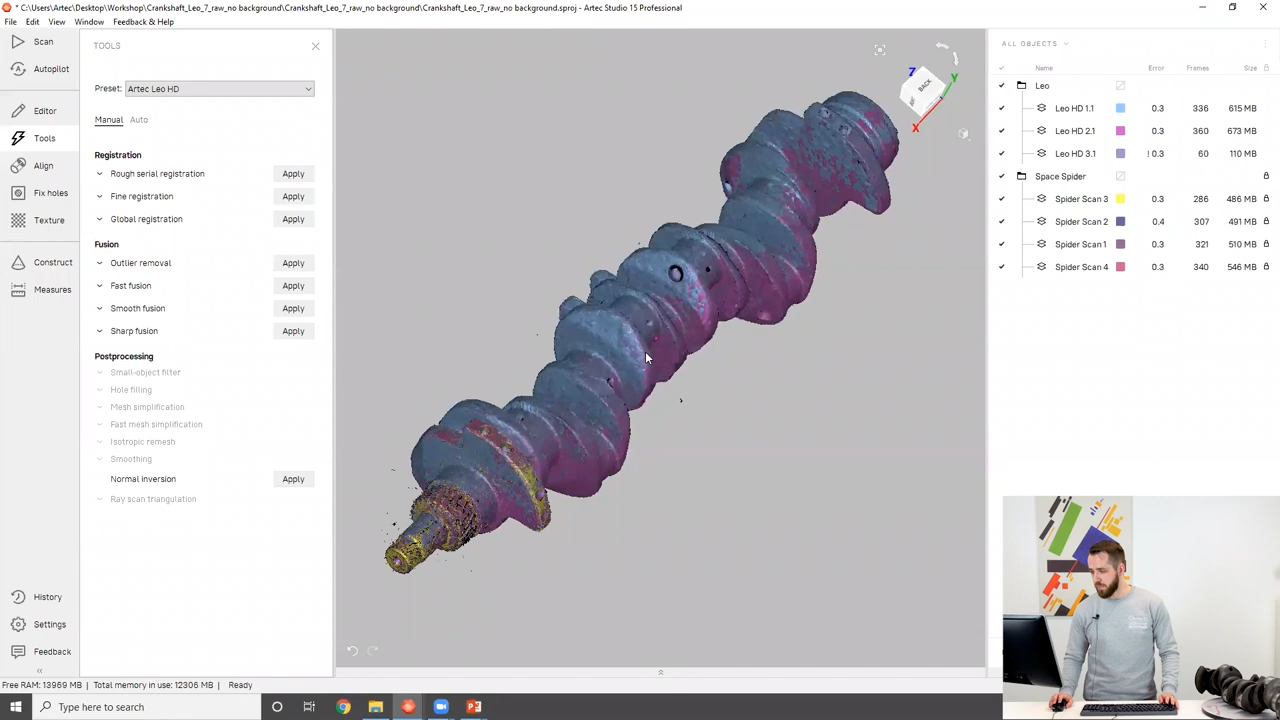 * C:\Users\Artec\Desktop\Workshop\Crankshaft_Leo_7_raw_no background\Crankshaft_Leo_7_raw_no background\Crankshaft_Leo_7_raw_no background.sproj - Artec Studio 15 Professional
File Edit View Window Feedback & Help
Scan
Autopilot
Editor
Tools
Align
Fix holes
Texture
Construct
Measures
History
Settings
Feedback
TOOLS
Preset: Artec Leo HD
Manual Auto
Registration
Rough serial registration Apply
Fine registration Apply
Global registration Apply
Fusion
Outlier removal Apply
Fast fusion Apply
Smooth fusion Apply
Sharp fusion Apply
Postprocessing
Small-object filter
Hole filling
Mesh simplification
Fast mesh simplification
Isotropic remesh
Smoothing
Normal inversion Apply
Ray scan triangulation
Z
Y
BACK
X
ALL OBJECTS
Name Error Frames Size
Leo
Leo HD 1.1 0.3 336 615 MB
Leo HD 2.1 0.3 360 673 MB
Leo HD 3.1 ! 0.3 60 110 MB
Space Spider
Spider Scan 3 0.3 286 486 MB
Spider Scan 2 0.4 307 491 MB
Spider Scan 1 0.3 321 510 MB
Spider Scan 4 0.3 340 546 MB
Free RAM: 13969 MB | Total memory in use: 12306 MB | Ready
Type here to search